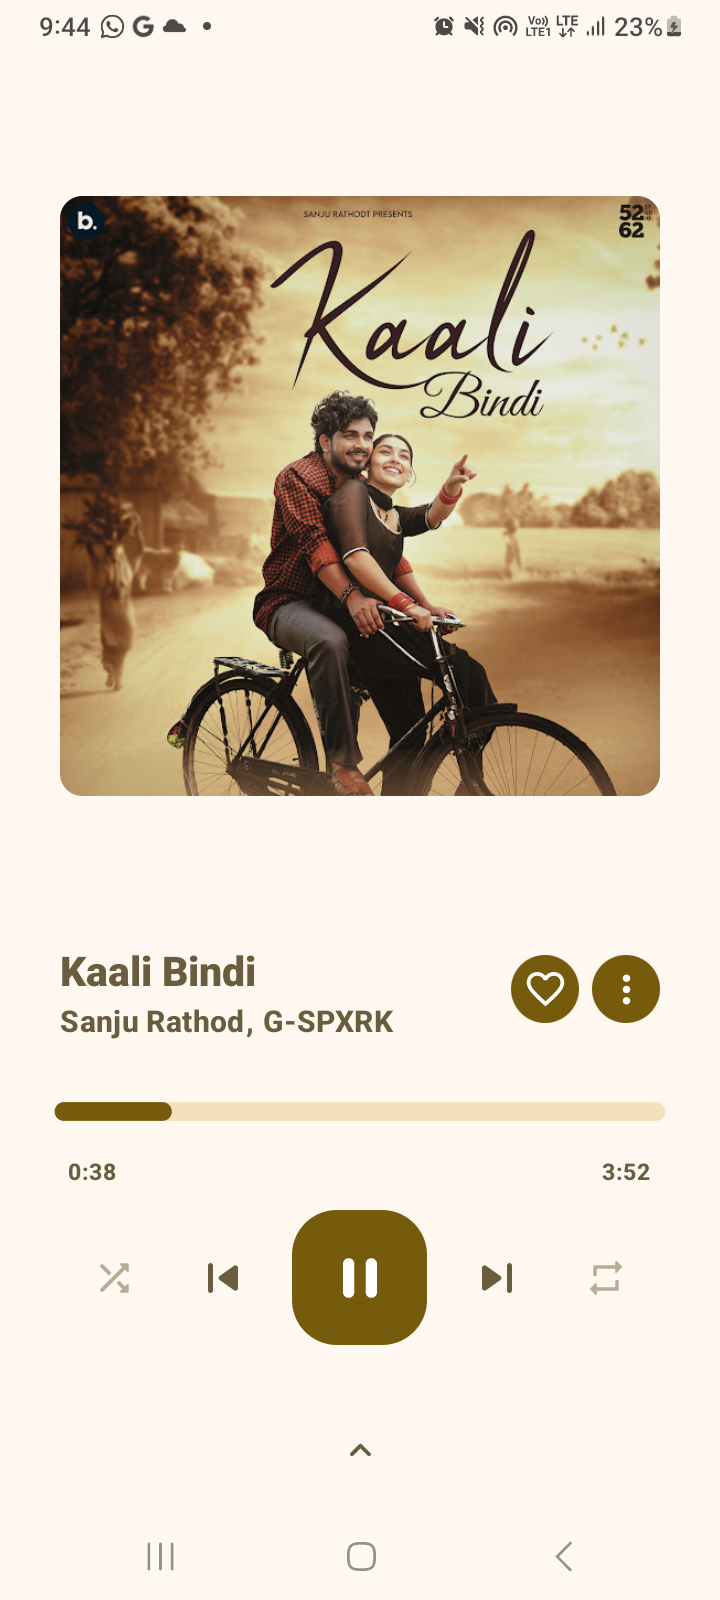 9:44
Vo)) LTE
LTE1
23%
b.
SANJU RATHODT PRESENTS
52
62
Kaali
Bindi
Kaali Bindi
Sanju Rathod, G-SPXRK
0:38
3:52